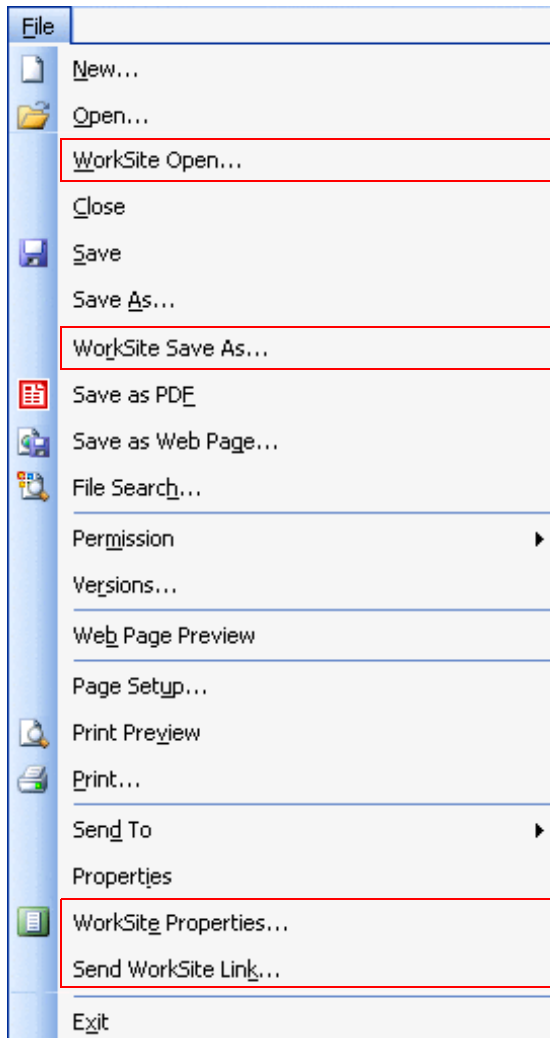 File
New...
Open...
WorkSite Open...
Close
Save
Save As...
WorkSite Save As...
Save as PDF
Save as Web Page...
File Search...
Permission
Versions...
Web Page Preview
Page Setup...
Print Preview
Print...
Send To
Properties
WorkSite Properties...
Send WorkSite Link...
Exit